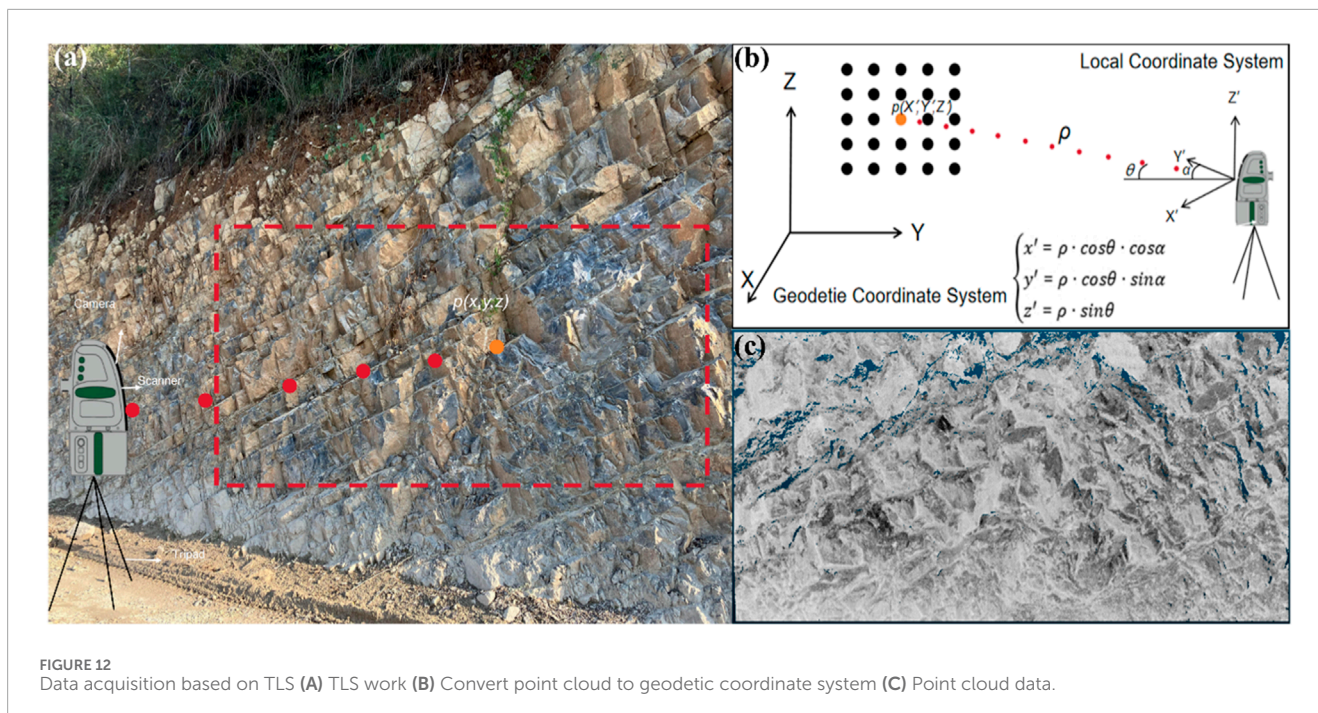 (a)
Camera
Scanner
Tripad
p(x,y,z)
(b)
Local Coordinate System
Z
p(X',Y',Z')
ρ
Z'
Y'
θ
α
X'
Y
X
Geodetie Coordinate System
x' = ρ · cosθ · cosα
y' = ρ · cosθ · sinα
z' = ρ · sinθ
(c)
FIGURE 12
Data acquisition based on TLS (A) TLS work (B) Convert point cloud to geodetic coordinate system (C) Point cloud data.